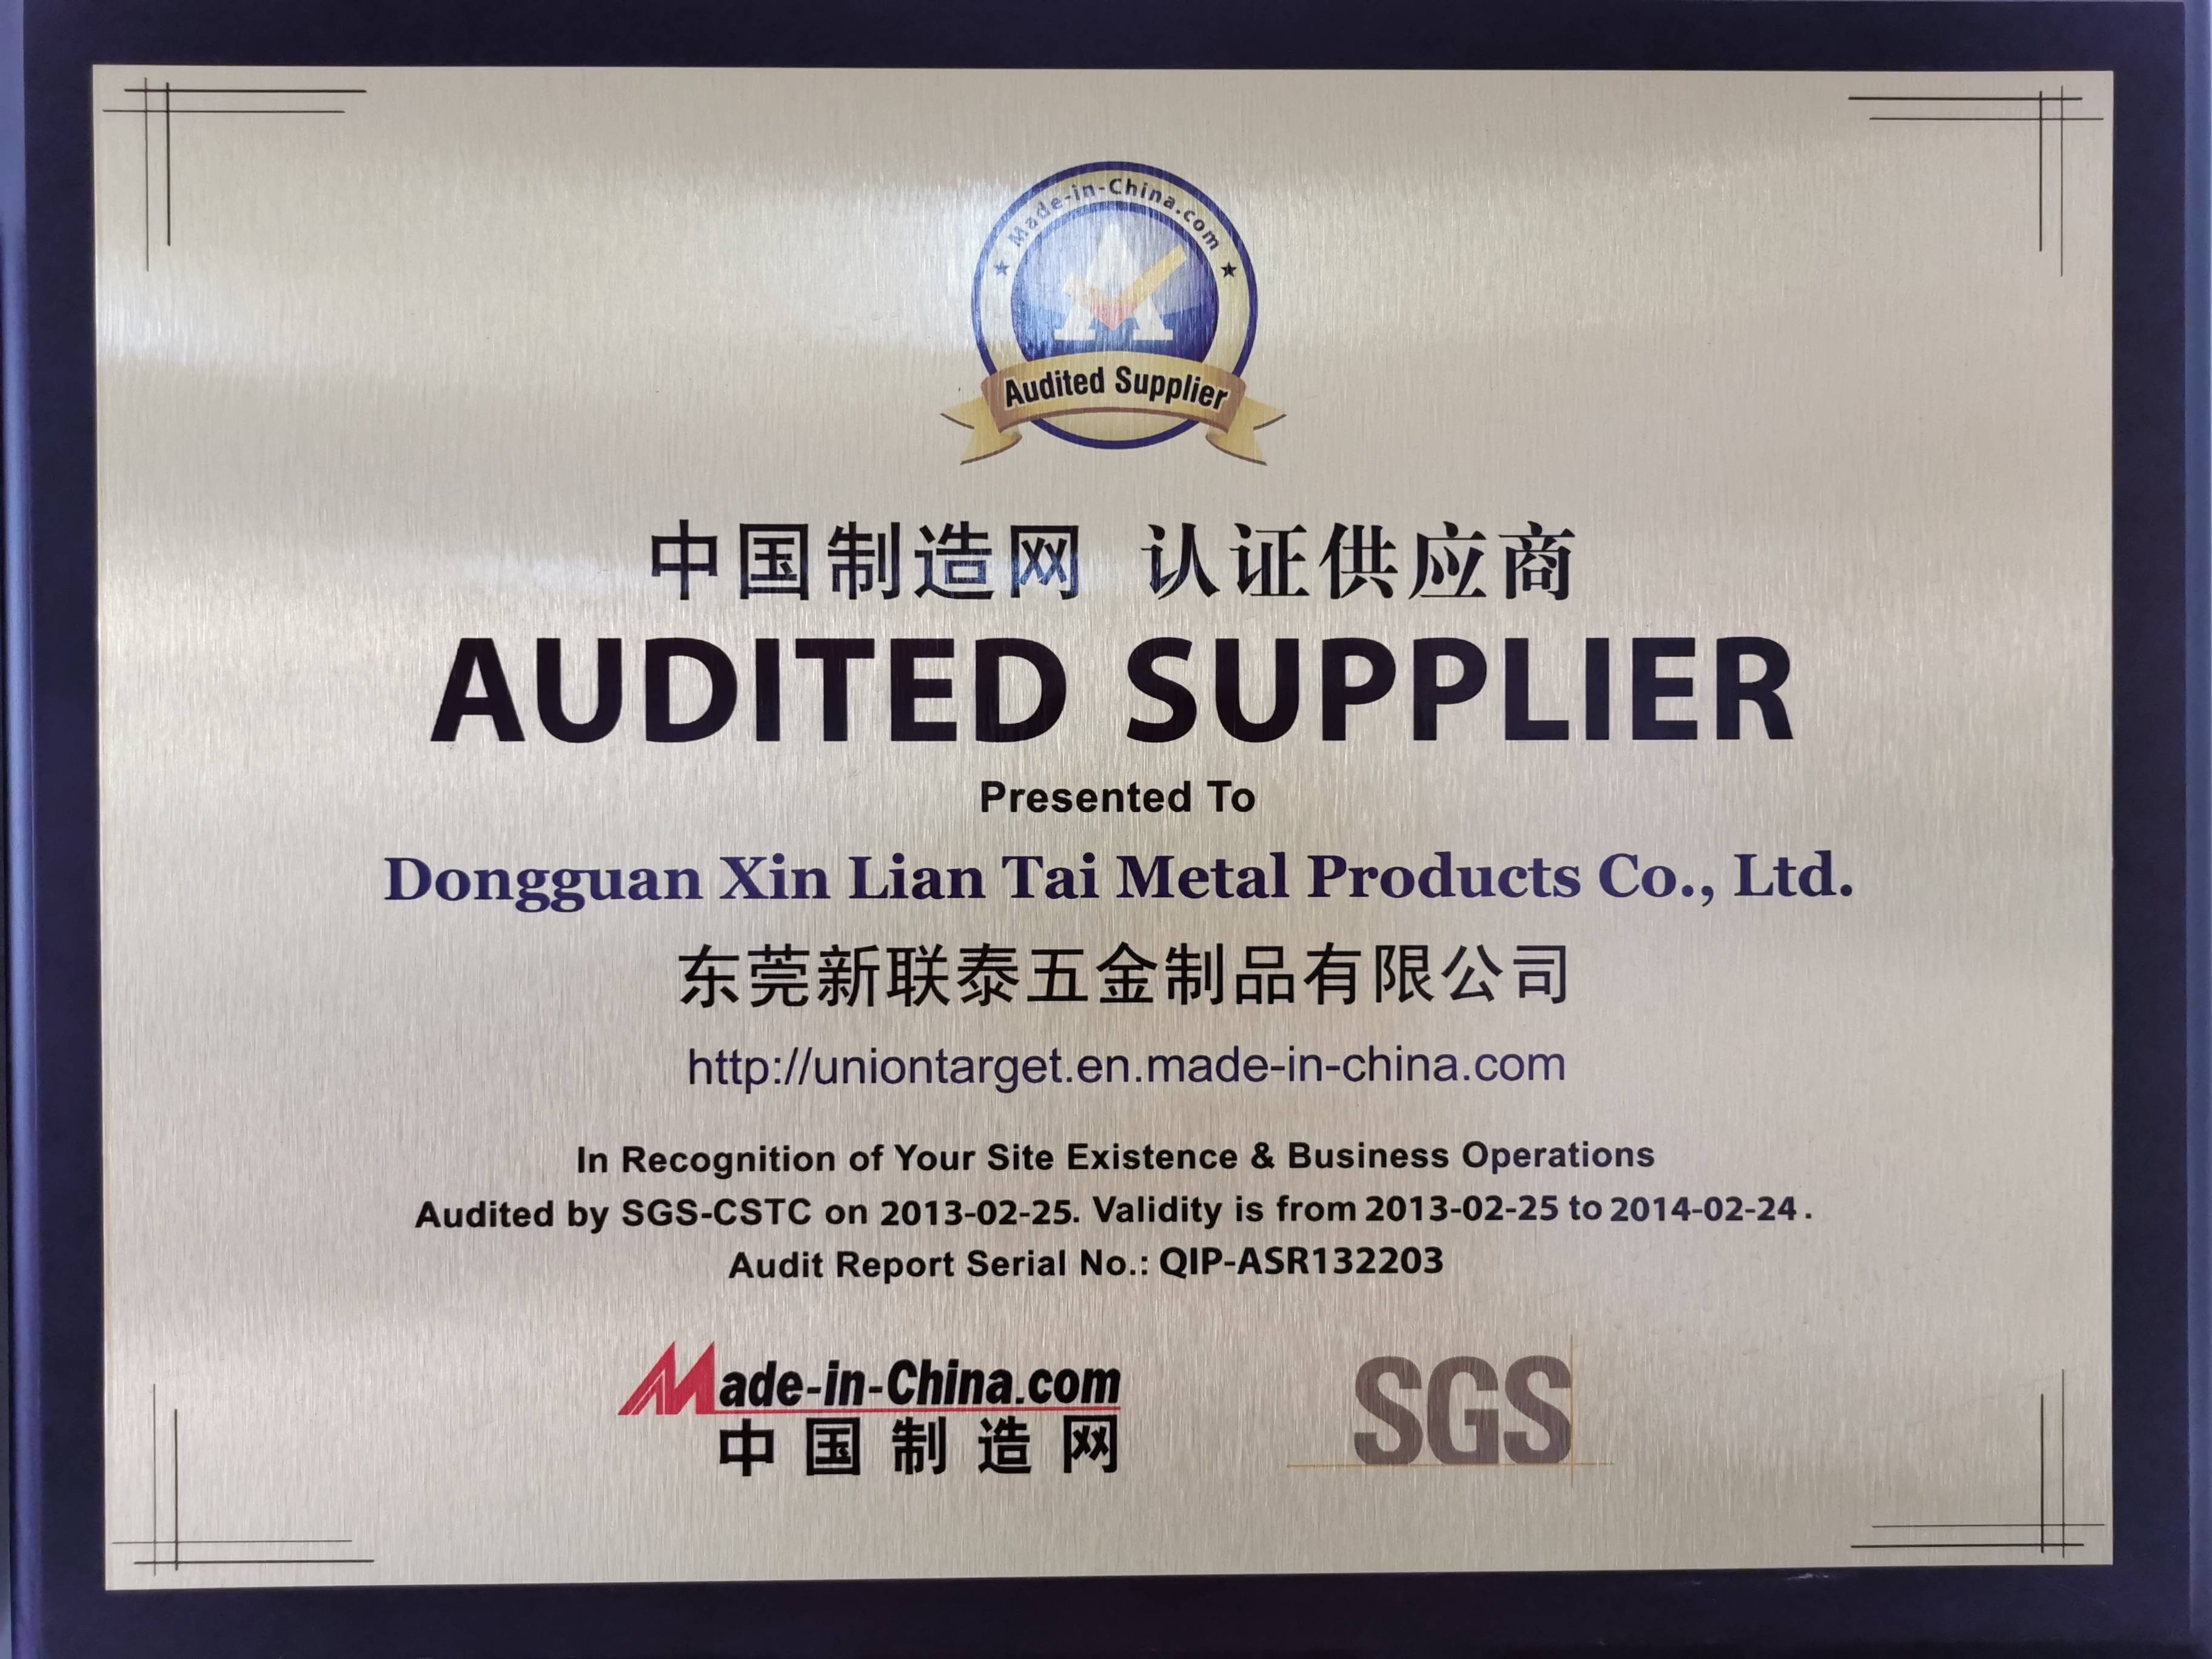 Made-in-China.com
Audited Supplier
中国制造网 认证供应商
AUDITED SUPPLIER
Presented To
Dongguan Xin Lian Tai Metal Products Co., Ltd.
东莞新联泰五金制品有限公司
http://uniontarget.en.made-in-china.com
In Recognition of Your Site Existence & Business Operations
Audited by SGS-CSTC on 2013-02-25. Validity is from 2013-02-25 to 2014-02-24.
Audit Report Serial No.: QIP-ASR132203
Made-in-China.com
中国制造网
SGS